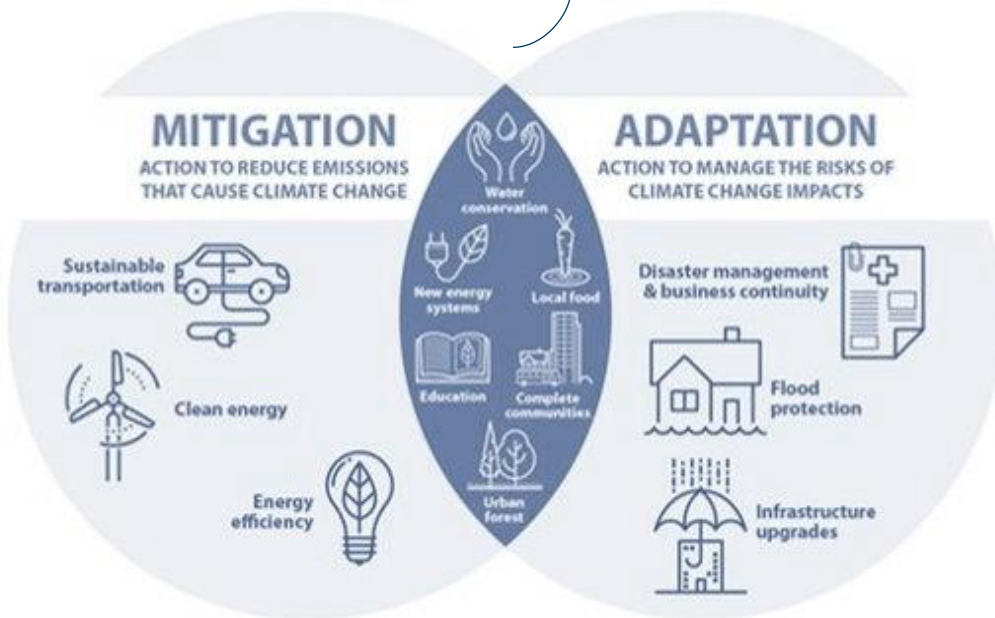 MITIGATION
ACTION TO REDUCE EMISSIONS
THAT CAUSE CLIMATE CHANGE
Sustainable
transportation
Clean energy
Energy
efficiency
Water
conservation
New energy
systems
Local food
Education
Complete
communities
Urban
forest
ADAPTATION
ACTION TO MANAGE THE RISKS OF
CLIMATE CHANGE IMPACTS
Disaster management
& business continuity
Flood
protection
Infrastructure
upgrades